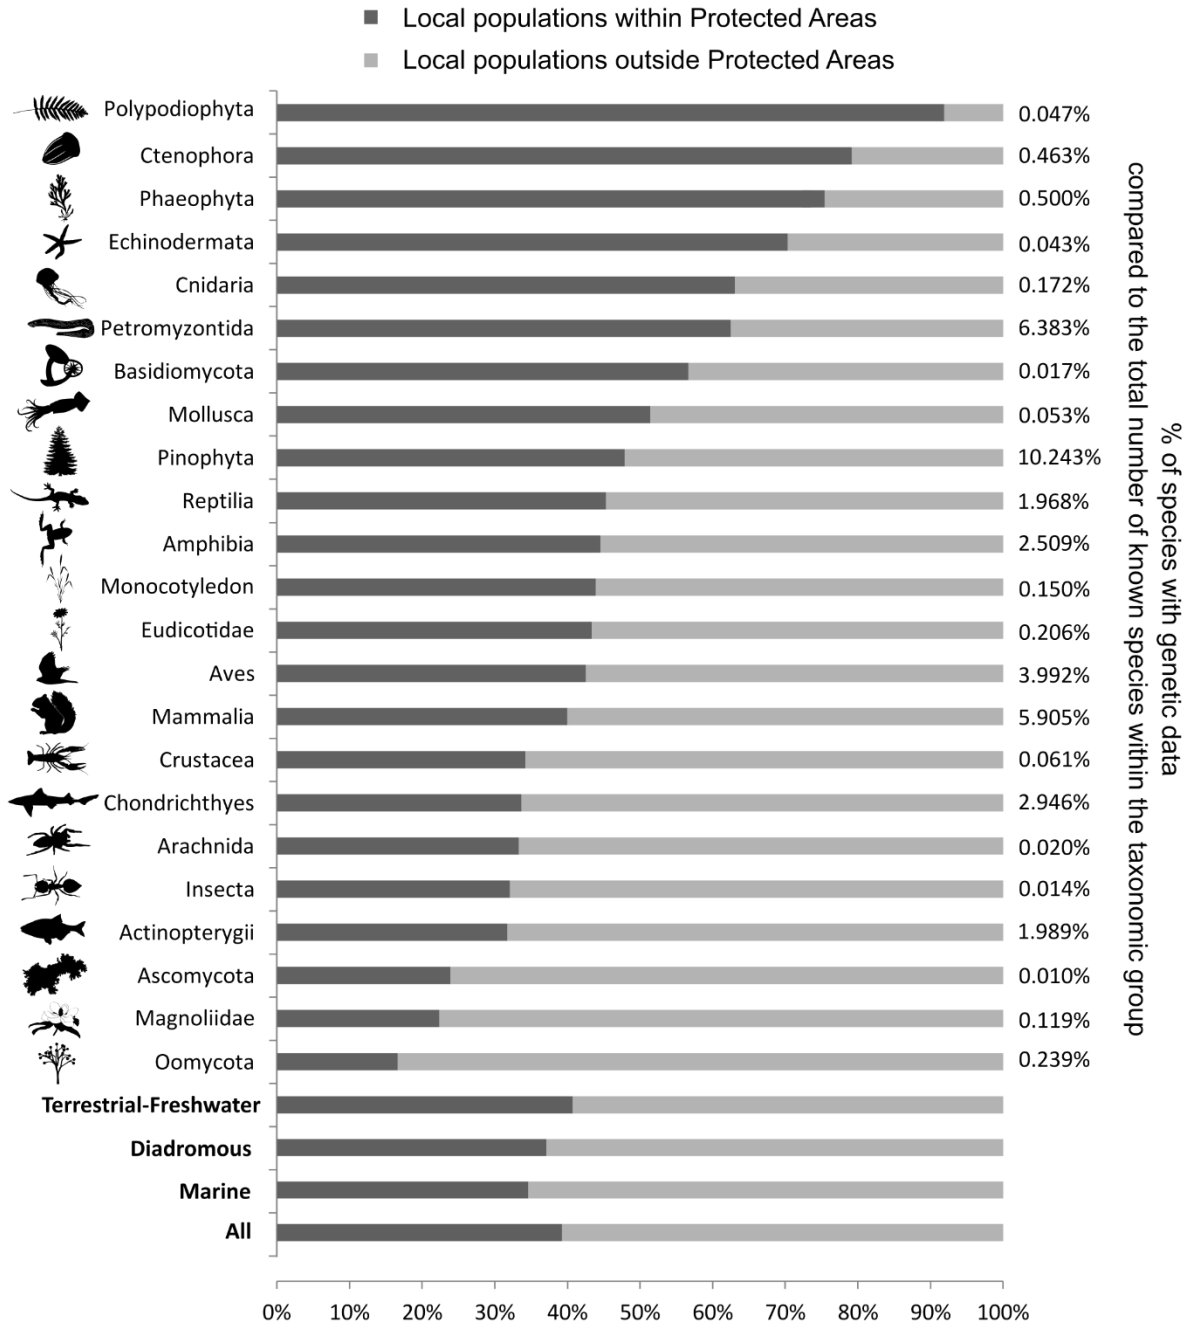 Local populations within Protected Areas
Local populations outside Protected Areas
Polypodiophyta 0.047%
Ctenophora 0.463%
Phaeophyta 0.500%
Echinodermata 0.043%
Cnidaria 0.172%
Petromyzontida 6.383%
Basidiomycota 0.017%
Mollusca 0.053%
Pinophyta 10.243%
Reptilia 1.968%
Amphibia 2.509%
Monocotyledon 0.150%
Eudicotidae 0.206%
Aves 3.992%
Mammalia 5.905%
Crustacea 0.061%
Chondrichthyes 2.946%
Arachnida 0.020%
Insecta 0.014%
Actinopterygii 1.989%
Ascomycota 0.010%
Magnoliidae 0.119%
Oomycota 0.239%
Terrestrial-Freshwater
Diadromous
Marine
All
0% 10% 20% 30% 40% 50% 60% 70% 80% 90% 100%
% of species with genetic data
compared to the total number of known species within the taxonomic group